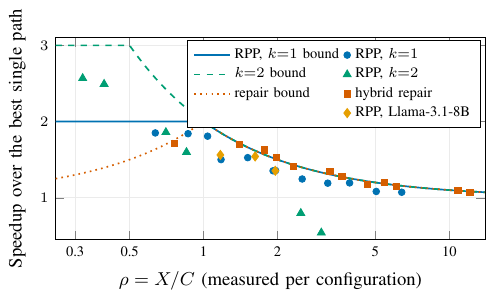 Speedup over the best single path
3
2
1
RPP, k=1 bound
k=2 bound
repair bound
RPP, k=1
RPP, k=2
hybrid repair
RPP, Llama-3.1-8B
0.3 0.5 1 2 5 10
ρ = X/C (measured per configuration)